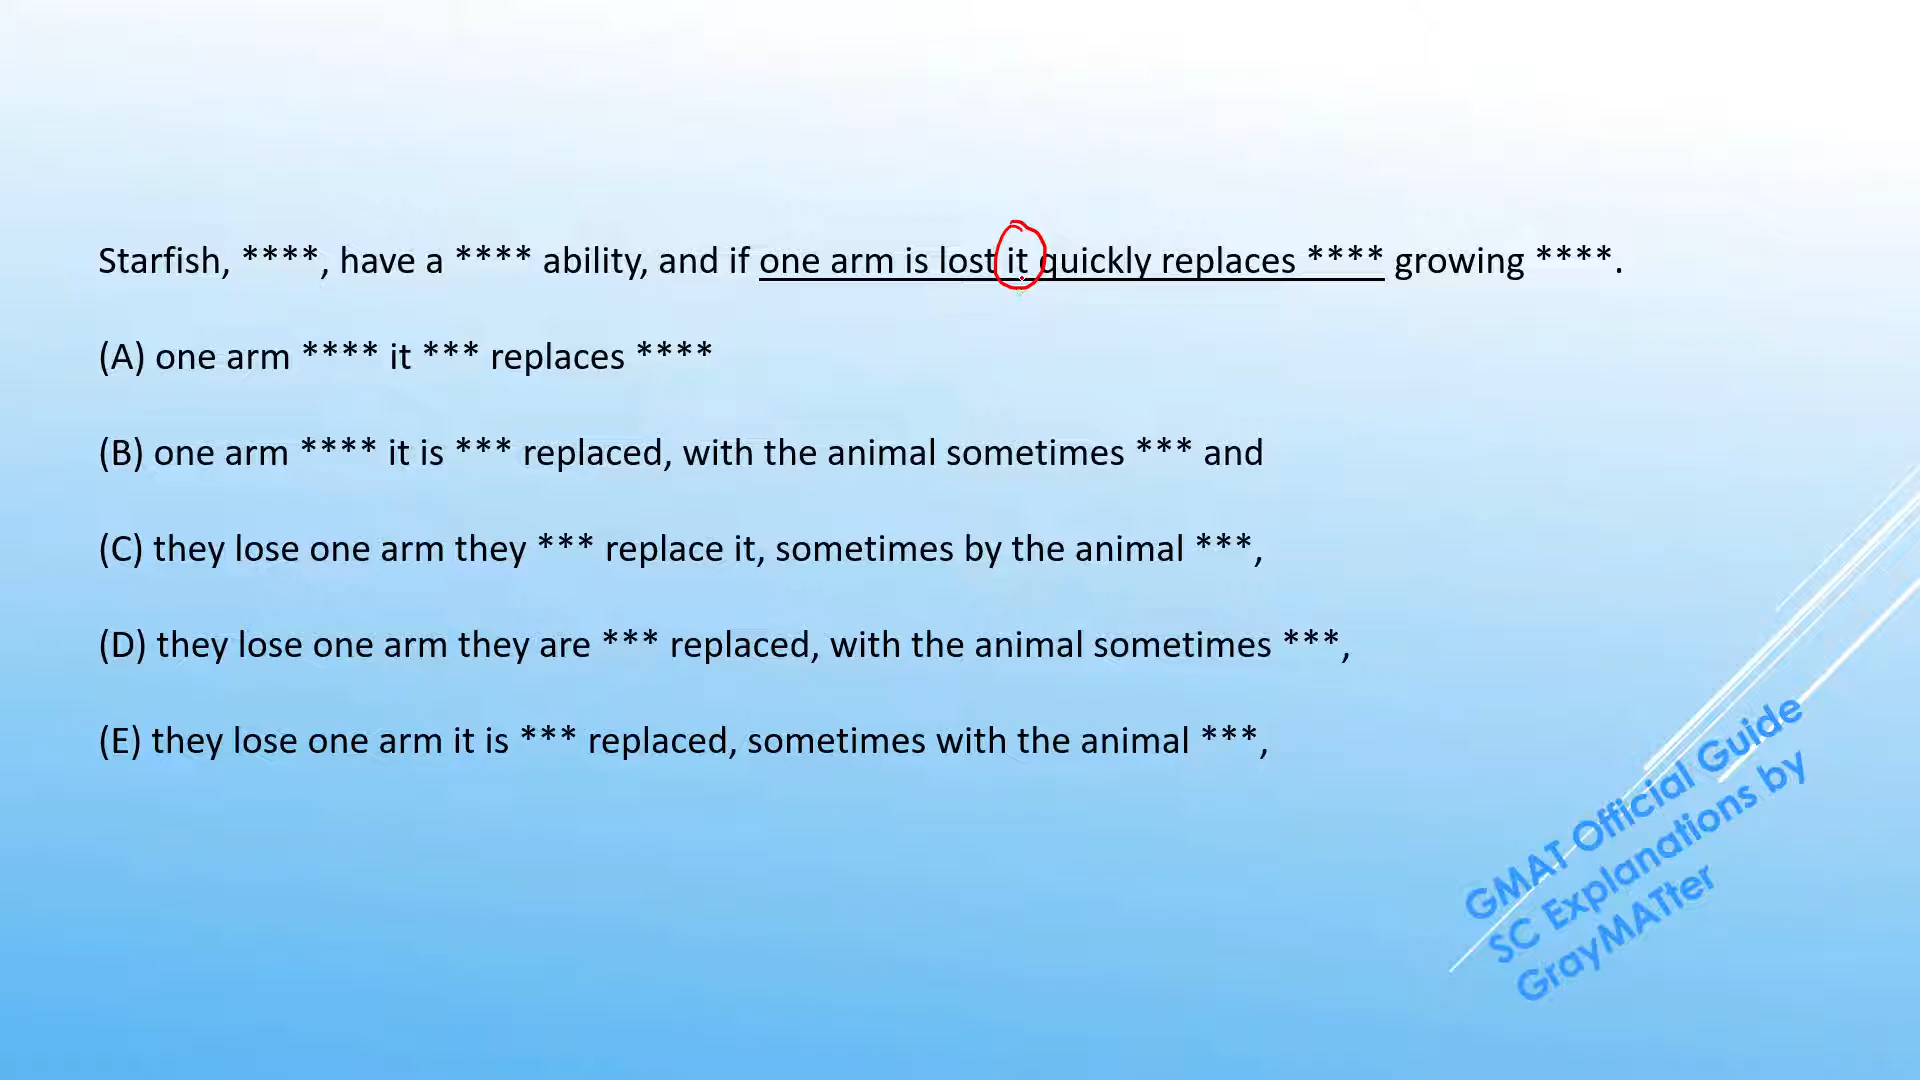 Starfish, ****, have a **** ability, and if one arm is lost it quickly replaces **** growing ****.
(A) one arm **** it *** replaces ****
(B) one arm **** it is *** replaced, with the animal sometimes *** and
(C) they lose one arm they *** replace it, sometimes by the animal ***,
(D) they lose one arm they are *** replaced, with the animal sometimes ***,
(E) they lose one arm it is *** replaced, sometimes with the animal ***,
GMAT Official Guide
SC Explanations by
GrayMATter